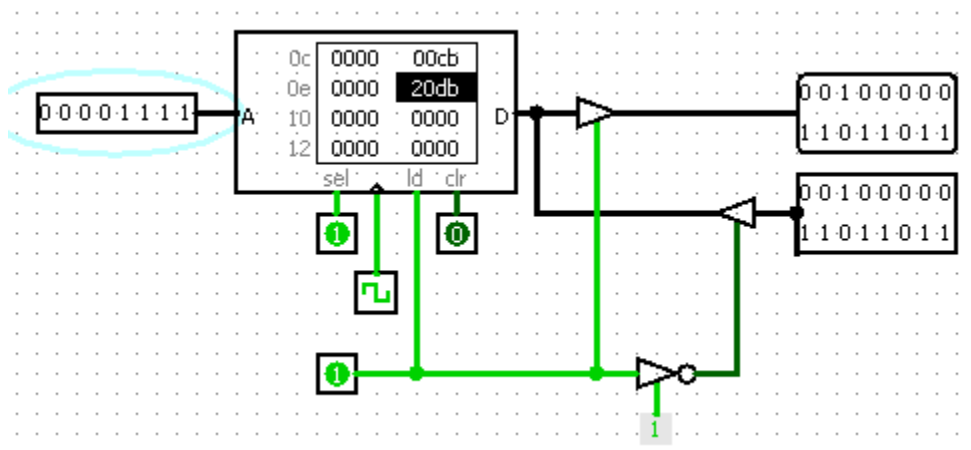 0c 0000 00cb
0e 0000 20db
10 0000 0000
12 0000 0000
0 0 0 0 1 1 1 1
A
D
sel ld clr
1
0
0 0 1 0 0 0 0 0
1 1 0 1 1 0 1 1
0 0 1 0 0 0 0 0
1 1 0 1 1 0 1 1
1
1